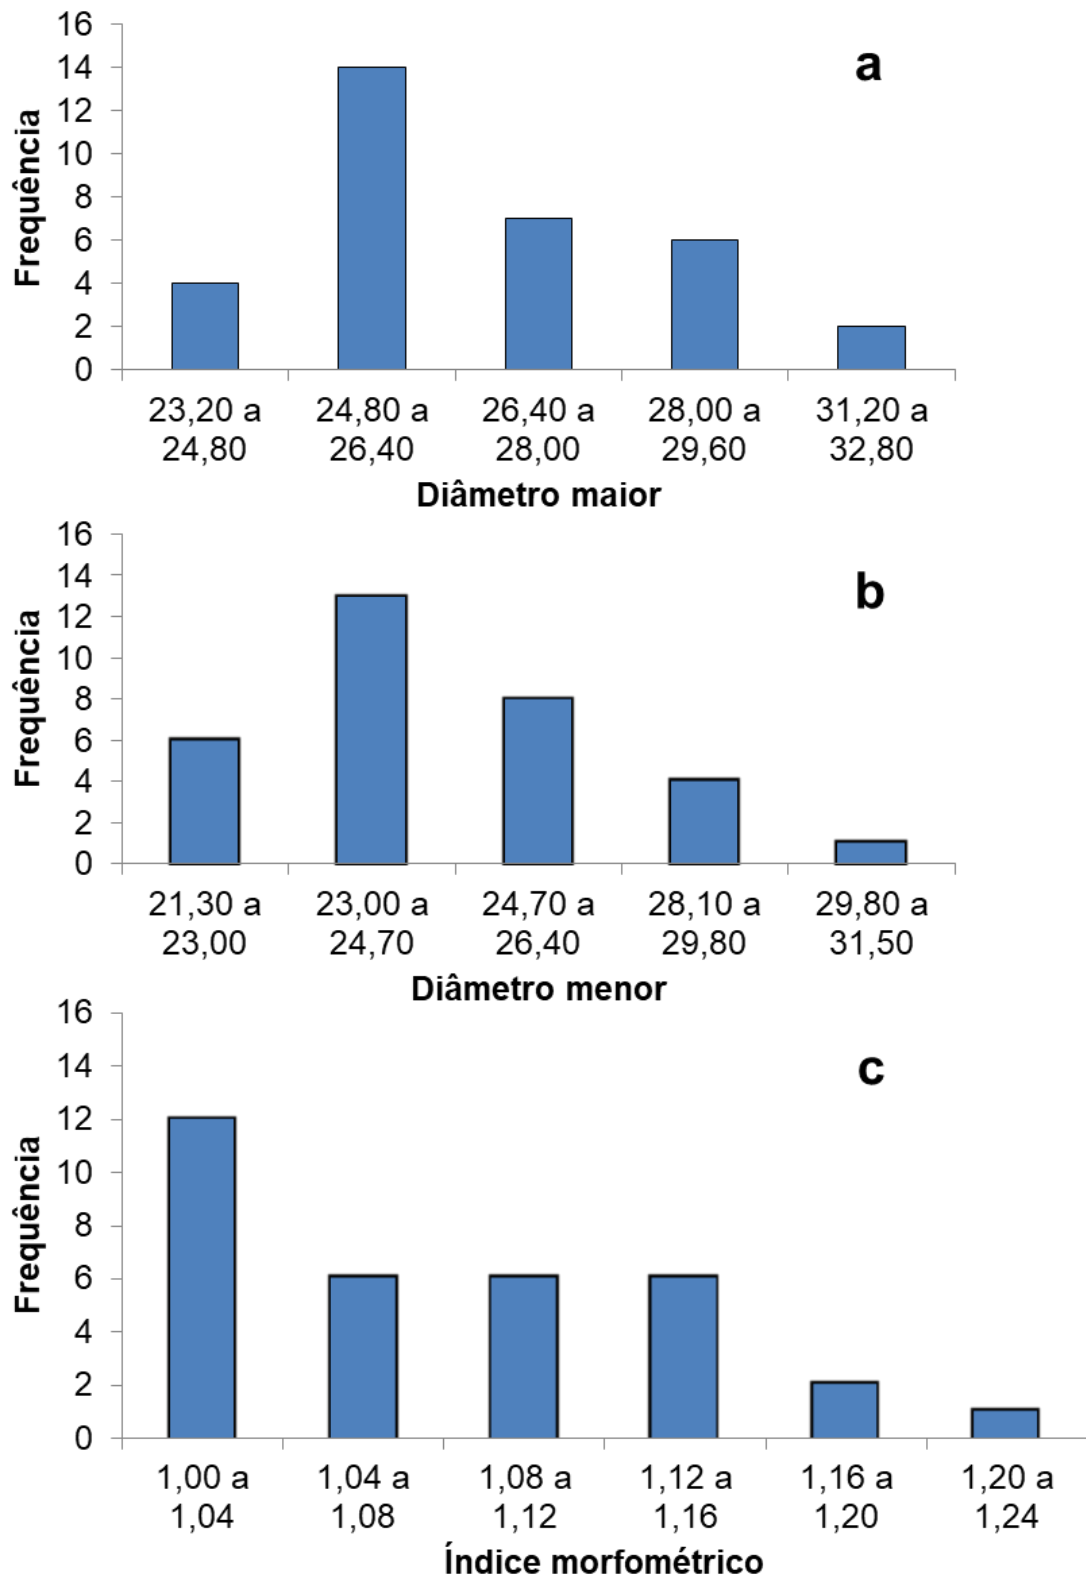 16
14
12
10
8
6
4
2
0
Frequência
a
23,20 a
24,80
24,80 a
26,40
26,40 a
28,00
28,00 a
29,60
31,20 a
32,80
Diâmetro maior
16
14
12
10
8
6
4
2
0
Frequência
b
21,30 a
23,00
23,00 a
24,70
24,70 a
26,40
28,10 a
29,80
29,80 a
31,50
Diâmetro menor
16
14
12
10
8
6
4
2
0
Frequência
c
1,00 a
1,04
1,04 a
1,08
1,08 a
1,12
1,12 a
1,16
1,16 a
1,20
1,20 a
1,24
Índice morfométrico